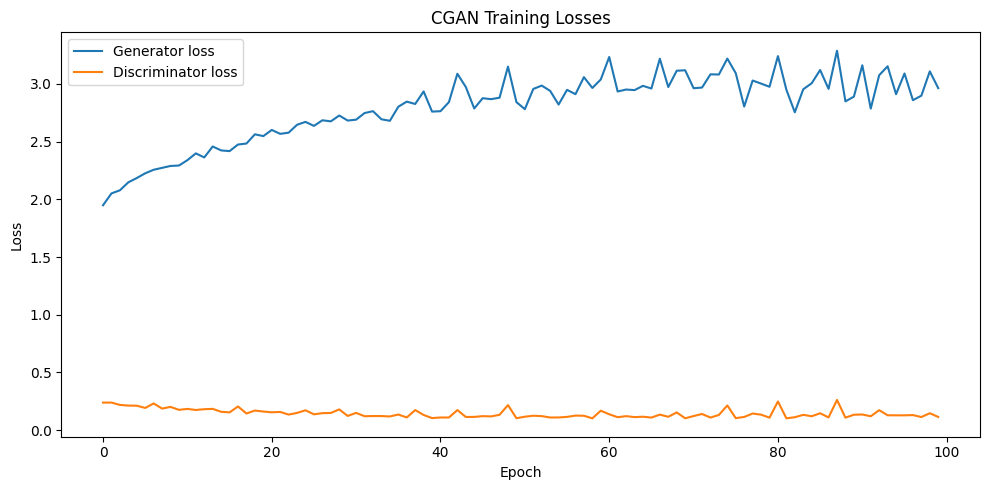 CGAN Training Losses
Generator loss
Discriminator loss
3.0
2.5
2.0
1.5
1.0
0.5
0.0
Loss
0 20 40 60 80 100
Epoch